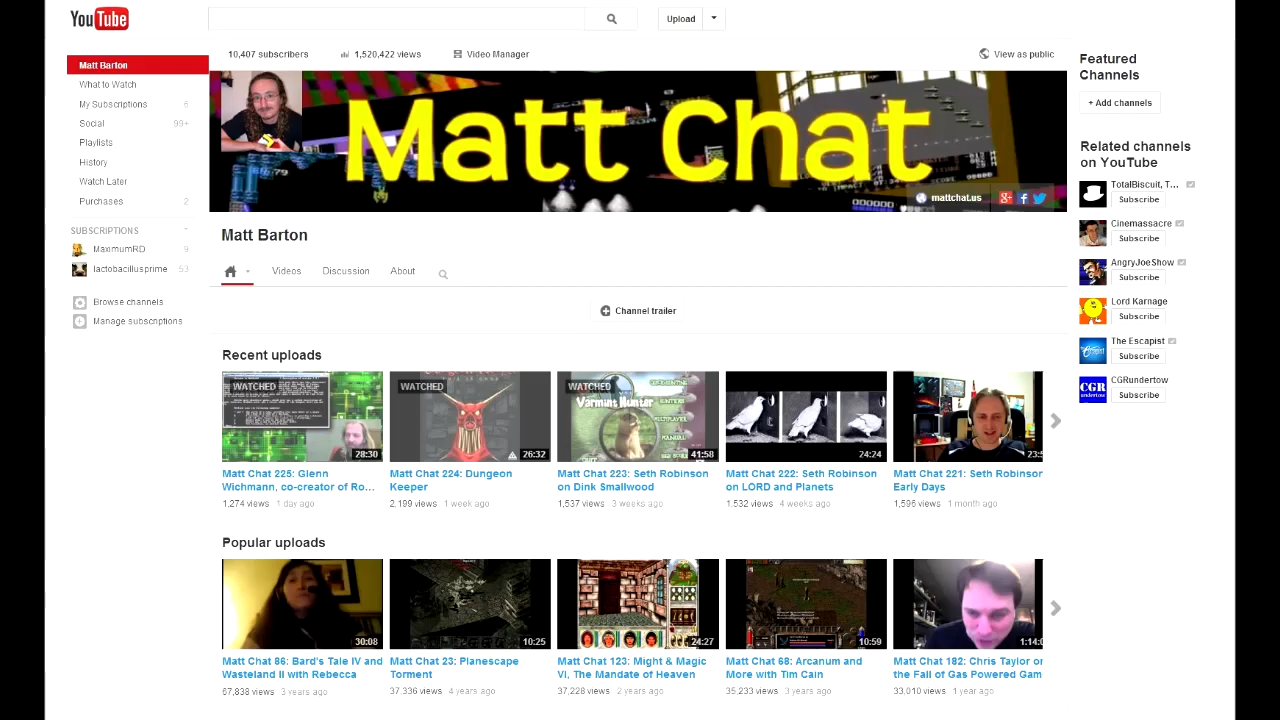 YouTube
Upload
Matt Barton
What to Watch
My Subscriptions 6
Social 99+
Playlists
History
Watch Later
Purchases 2
SUBSCRIPTIONS
MaximumRD 9
lactobacillusprime 53
Browse channels
Manage subscriptions
10,407 subscribers 1,520,422 views Video Manager View as public
Matt Chat
mattchat.us
Matt Barton
Videos Discussion About
Channel trailer
Recent uploads
WATCHED WATCHED WATCHED
Varmint Hunter
28:30 26:32 41:58 24:24 23:5
Matt Chat 225: Glenn Matt Chat 224: Dungeon Matt Chat 223: Seth Robinson Matt Chat 222: Seth Robinson Matt Chat 221: Seth Robinson
Wichmann, co-creator of Ro... Keeper on Dink Smallwood on LORD and Planets Early Days
1,274 views 1 day ago 2,199 views 1 week ago 1,537 views 3 weeks ago 1,532 views 4 weeks ago 1,596 views 1 month ago
Popular uploads
30:08 10:25 24:27 10:59 1:14:0
Matt Chat 86: Bard's Tale IV and Matt Chat 23: Planescape Matt Chat 123: Might & Magic Matt Chat 68: Arcanum and Matt Chat 182: Chris Taylor on
Wasteland II with Rebecca Torment VI, The Mandate of Heaven More with Tim Cain the Fall of Gas Powered Gam
67,838 views 3 years ago 37,336 views 4 years ago 37,228 views 2 years ago 35,233 views 3 years ago 33,010 views 1 year ago
Featured
Channels
+ Add channels
Related channels
on YouTube
TotalBiscuit, T...
Subscribe
Cinemassacre
Subscribe
AngryJoeShow
Subscribe
Lord Karnage
Subscribe
The Escapist
Subscribe
CGR
undertow
CGRundertow
Subscribe